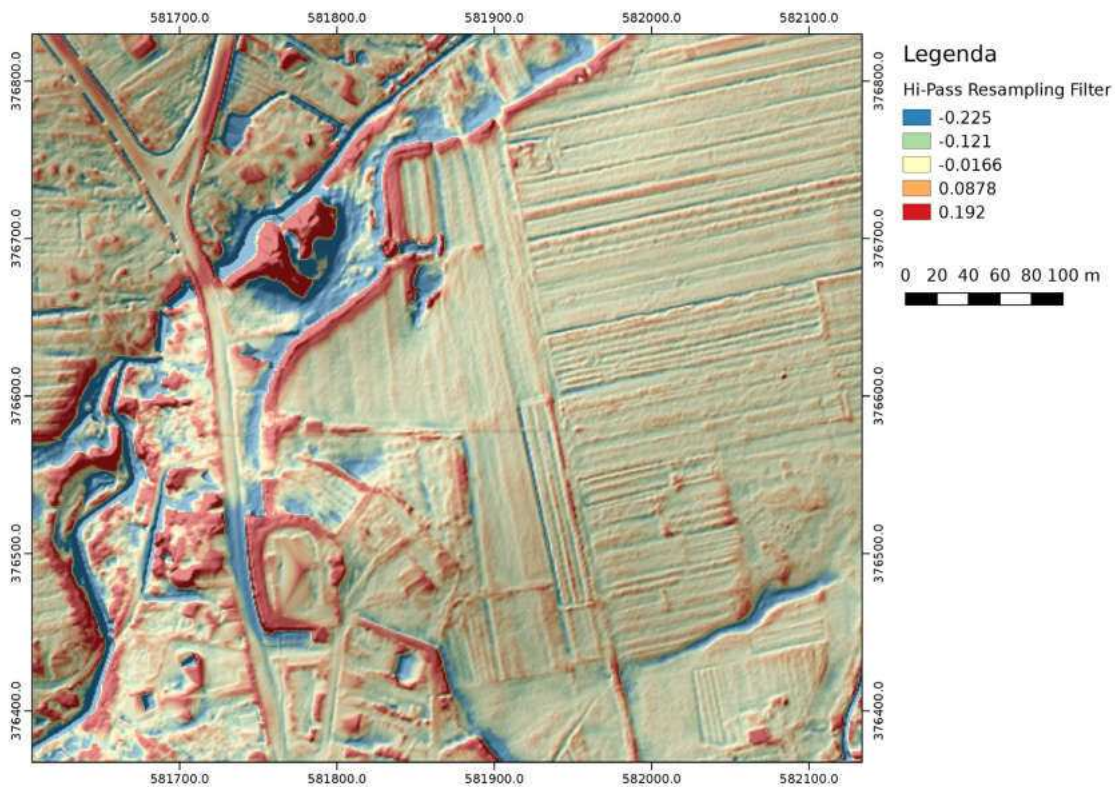 581700.0 581800.0 581900.0 582000.0 582100.0
376800.0 376800.0
376700.0 376700.0
376600.0 376600.0
376500.0 376500.0
376400.0 376400.0
581700.0 581800.0 581900.0 582000.0 582100.0
Legenda
Hi-Pass Resampling Filter
-0.225
-0.121
-0.0166
0.0878
0.192
0 20 40 60 80 100 m